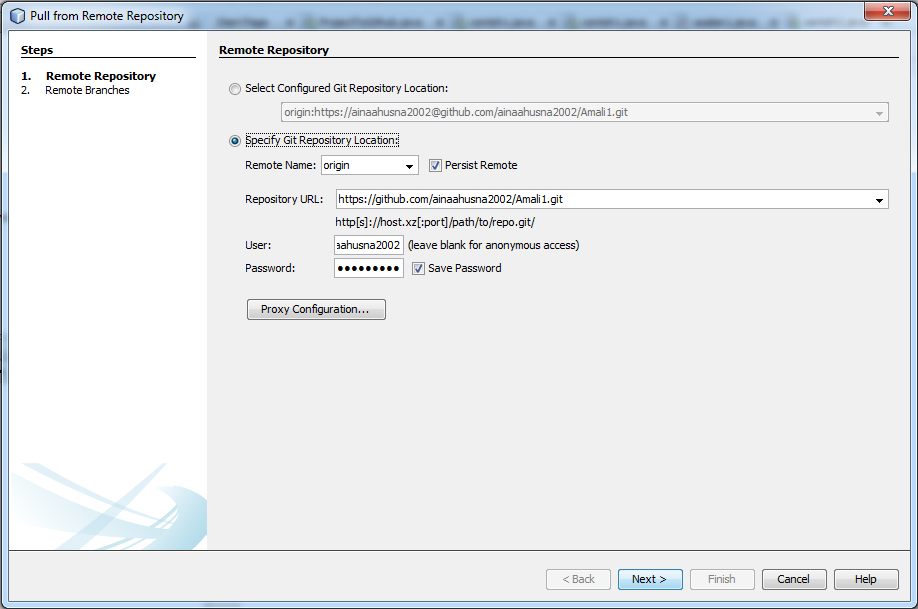 Pull from Remote Repository
Steps
1. Remote Repository
2. Remote Branches
Remote Repository
Select Configured Git Repository Location:
origin:https://ainaahusna2002@github.com/ainaahusna2002/Amali1.git
Specify Git Repository Location:
Remote Name: origin Persist Remote
Repository URL: https://github.com/ainaahusna2002/Amali1.git
http[s]://host.xz[:port]/path/to/repo.git/
User: aahusna2002 (leave blank for anonymous access)
Password: ●●●●●●●●● Save Password
Proxy Configuration...
< Back Next > Finish Cancel Help